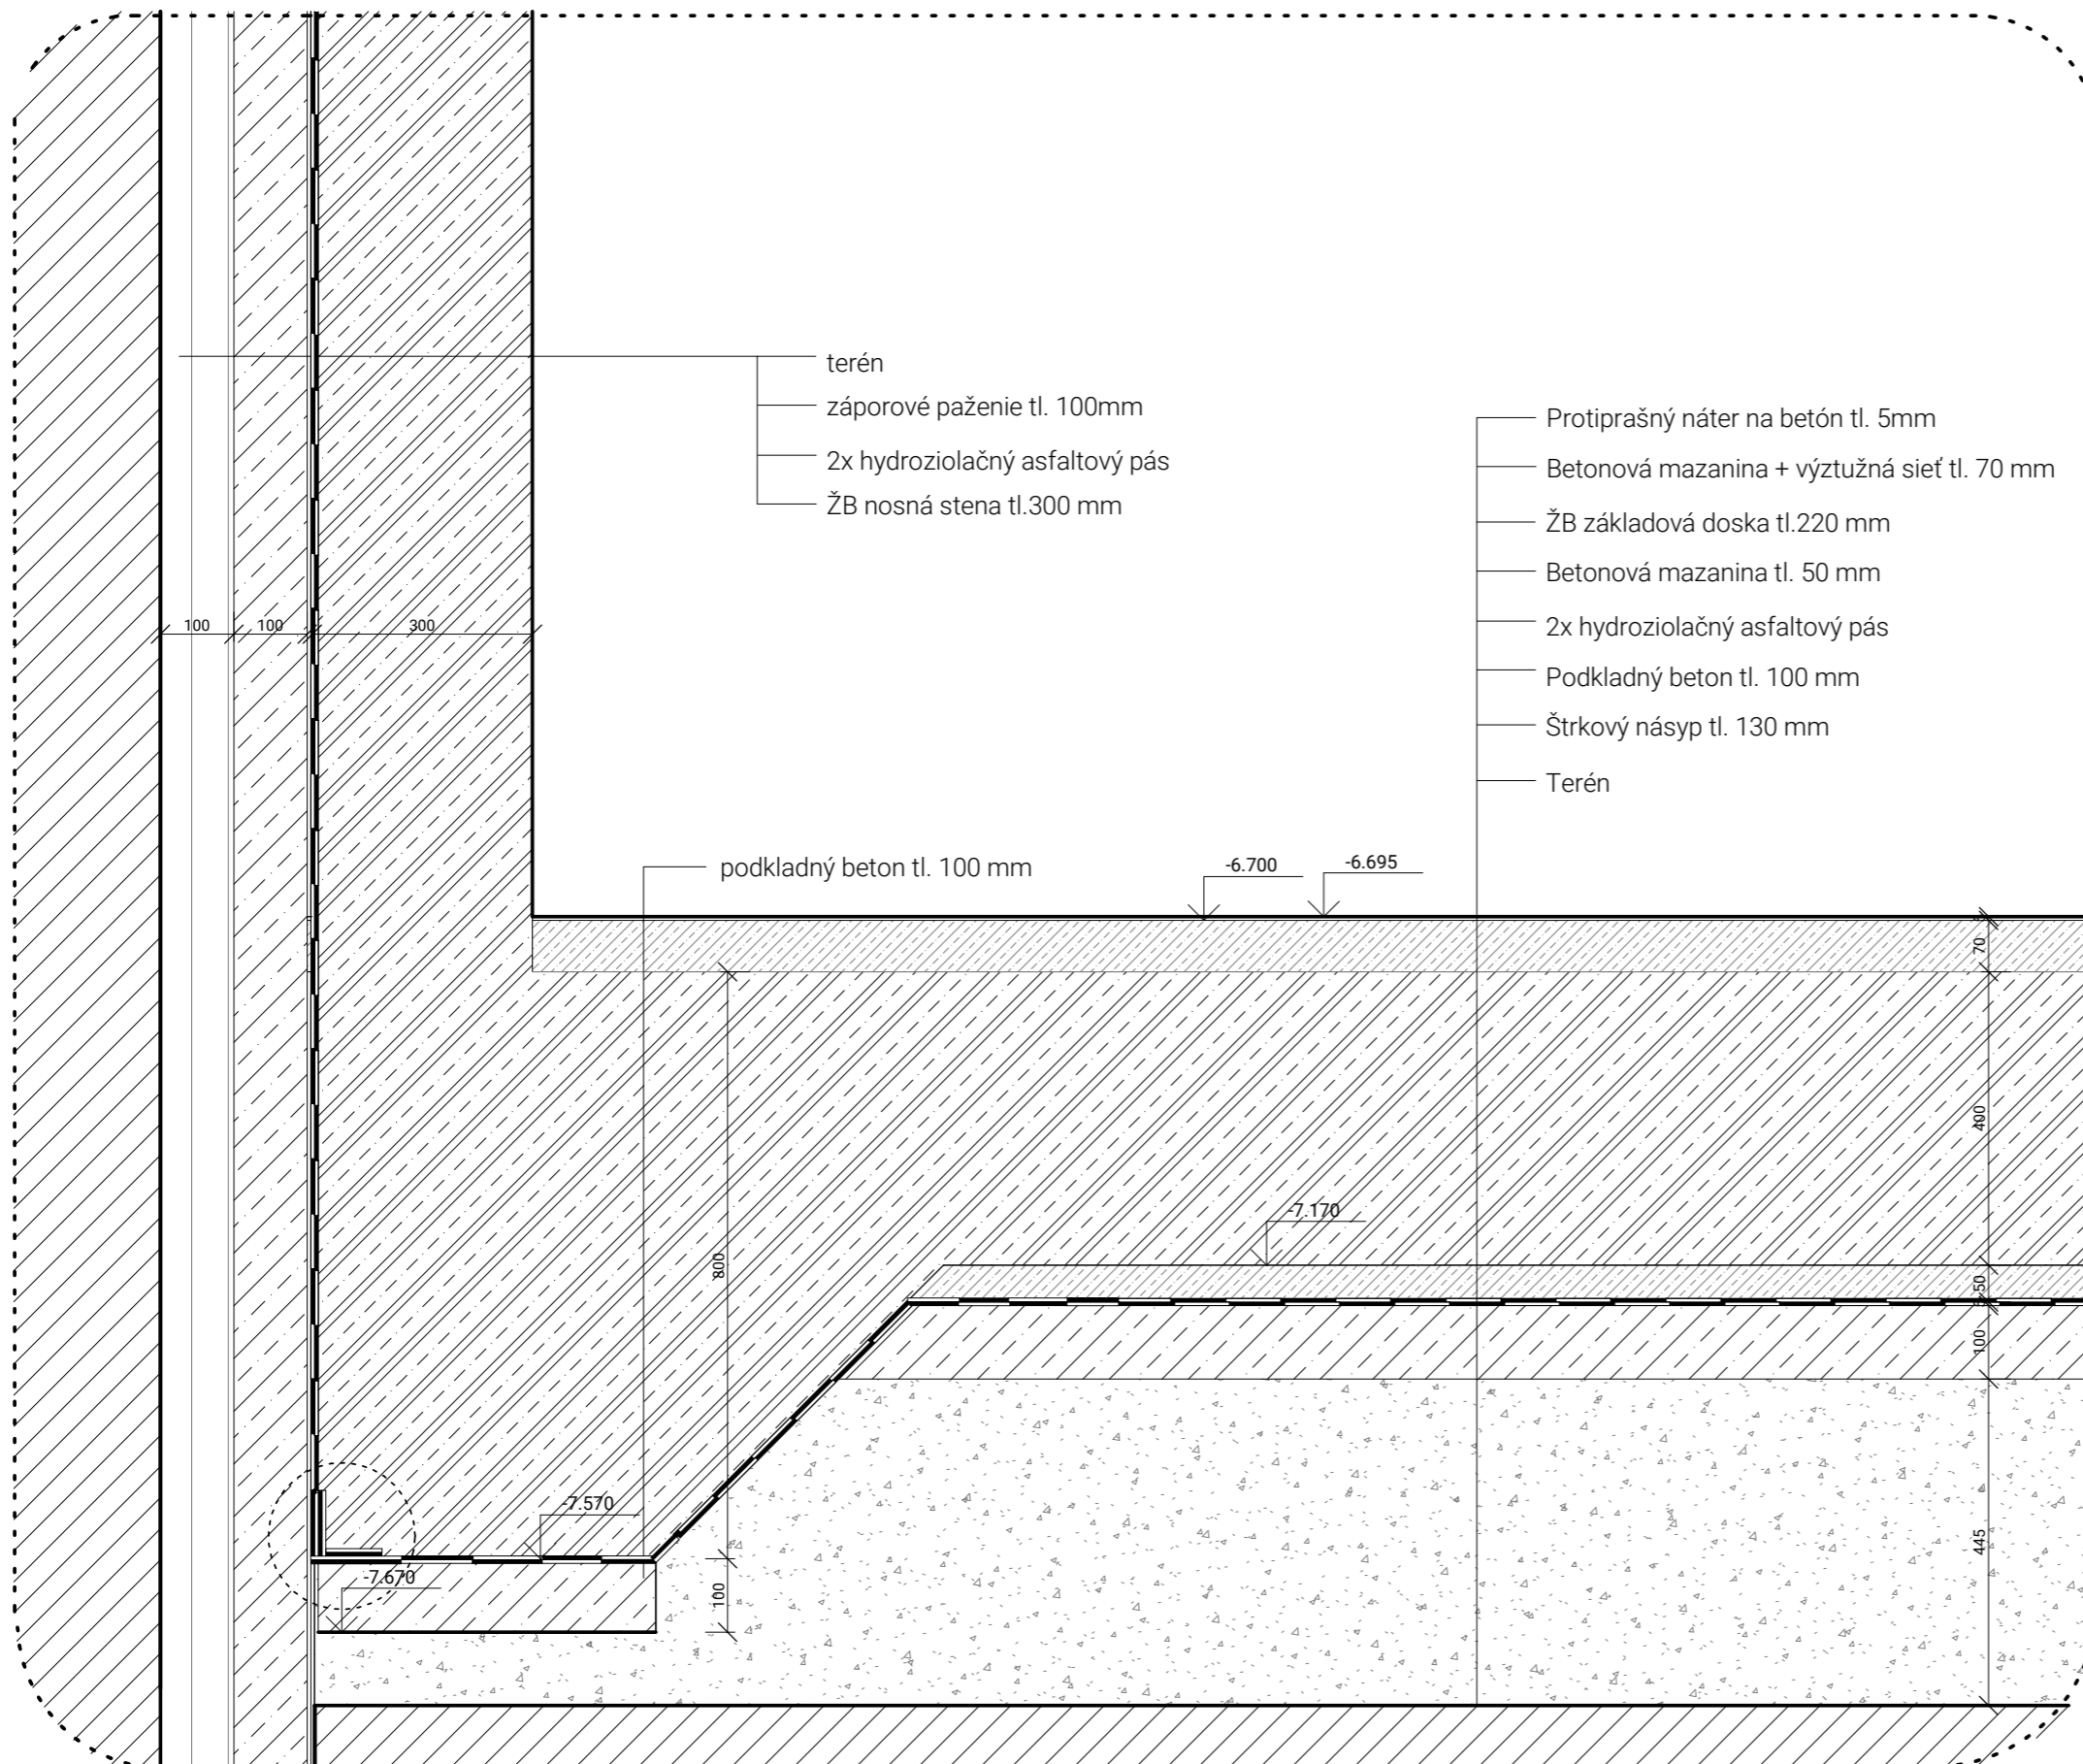 terén
záporové paženie tl. 100mm
2x hydroziolačný asfaltový pás
ŽB nosná stena tl.300 mm
Protiprašný náter na betón tl. 5mm
Betonová mazanina + výztužná sieť tl. 70 mm
ŽB základová doska tl.220 mm
Betonová mazanina tl. 50 mm
2x hydroziolačný asfaltový pás
Podkladný beton tl. 100 mm
Štrkový násyp tl. 130 mm
Terén
100
100
300
podkladný beton tl. 100 mm
-6.700
-6.695
70
400
-7.170
800
50
100
-7.570
445
-7.670
100